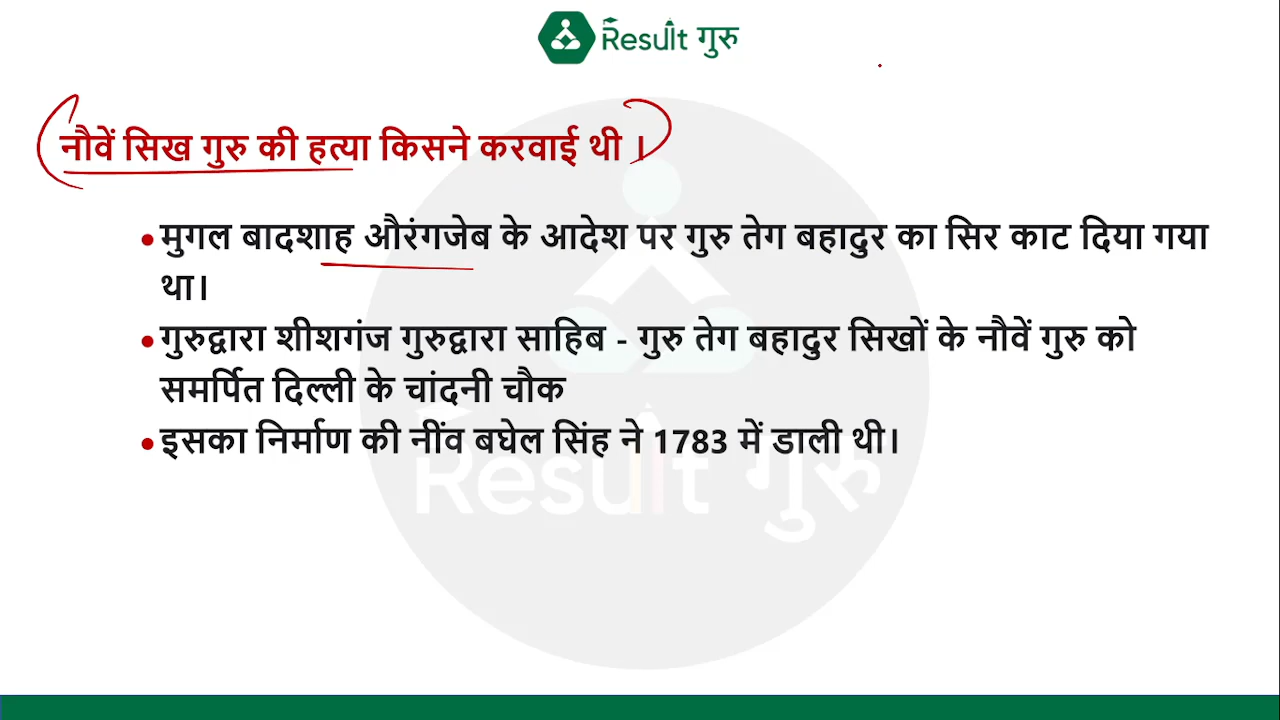 Result गुरु
नौवें सिख गुरु की हत्या किसने करवाई थी ।
• मुगल बादशाह औरंगजेब के आदेश पर गुरु तेग बहादुर का सिर काट दिया गया
था।
• गुरुद्वारा शीशगंज गुरुद्वारा साहिब - गुरु तेग बहादुर सिखों के नौवें गुरु को
समर्पित दिल्ली के चांदनी चौक
• इसका निर्माण की नींव बघेल सिंह ने 1783 में डाली थी।
Result गुरु